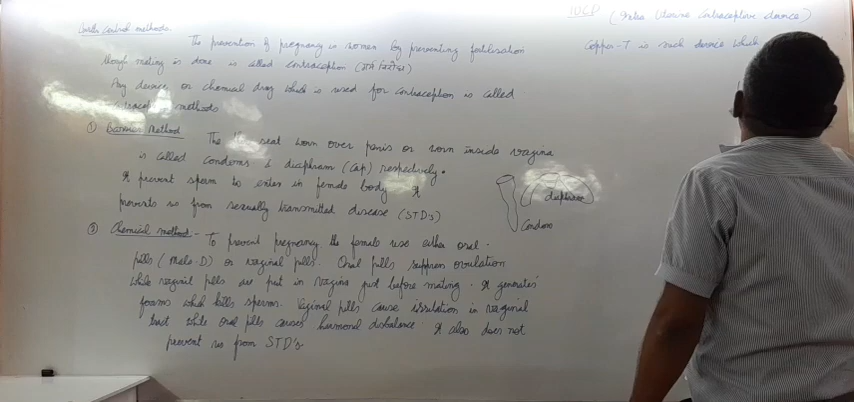 Birth control methods
The prevention of pregnancy in women by preventing fertilisation
though mating is done is called contraception
Any device or chemical drug which is used for contraception is called
contraceptive methods
① Barrier Method
The seat worn over penis or worn inside vagina
is called Condoms & diaphram (cap) respectively.
It prevent sperm to enter in female body. It
prevents us from sexually transmitted disease (STD's)
diaphram
Condom
② Chemical method - To prevent pregnancy the female use either oral -
pills (Mala-D) or vaginal pills. Oral pills suppress ovulation
while vaginal pills are put in vagina just before mating. It generates
foams which kills sperms. Viginal pills cause irritation in vaginal
tract while oral pills causes hormonal disbalance. It also does not
prevent us from STD's
IUCD (Intra Uterine Contraceptive device)
Copper-T is such device which